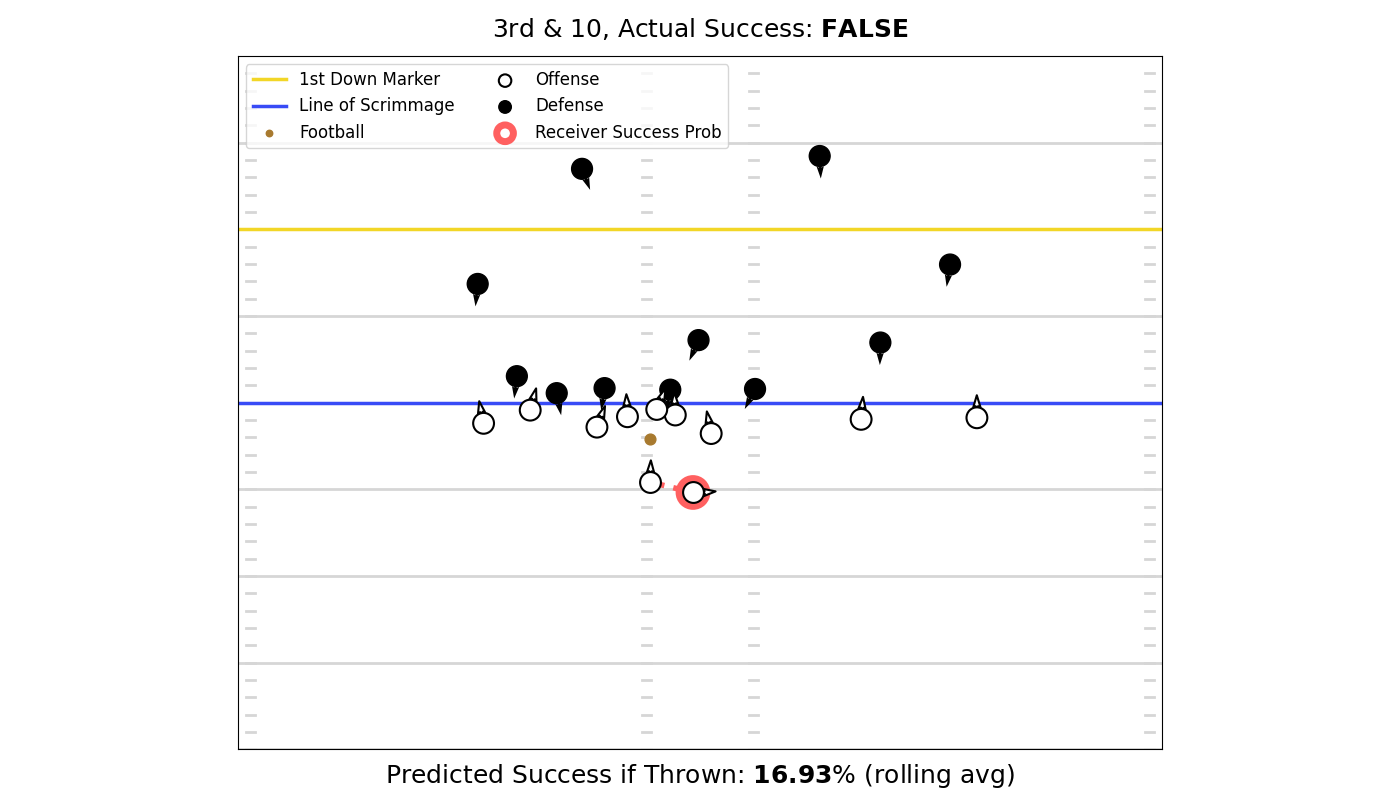 3rd & 10, Actual Success: FALSE
1st Down Marker
Line of Scrimmage
Football
Offense
Defense
Receiver Success Prob
Predicted Success if Thrown: 16.93% (rolling avg)